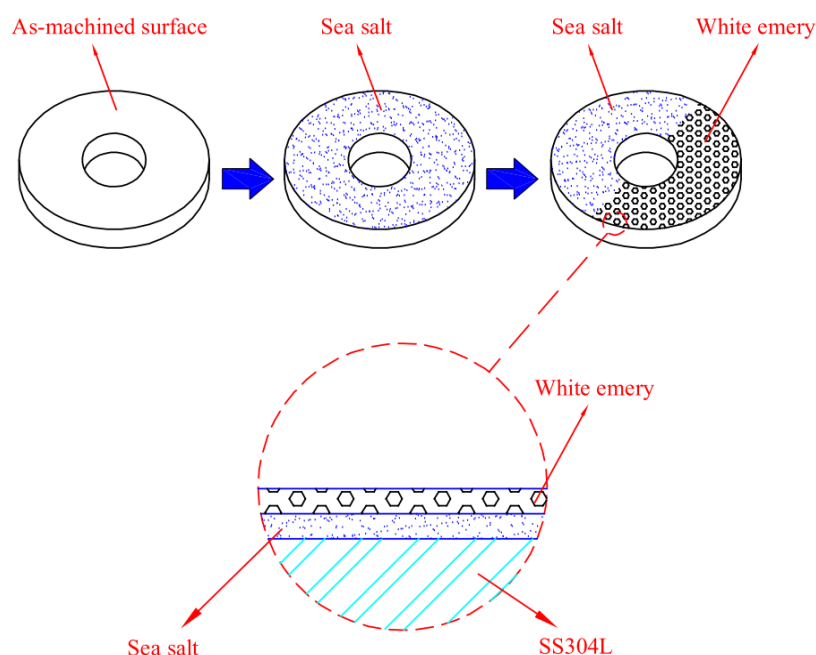 As-machined surface
Sea salt
Sea salt
White emery
White emery
Sea salt
SS304L